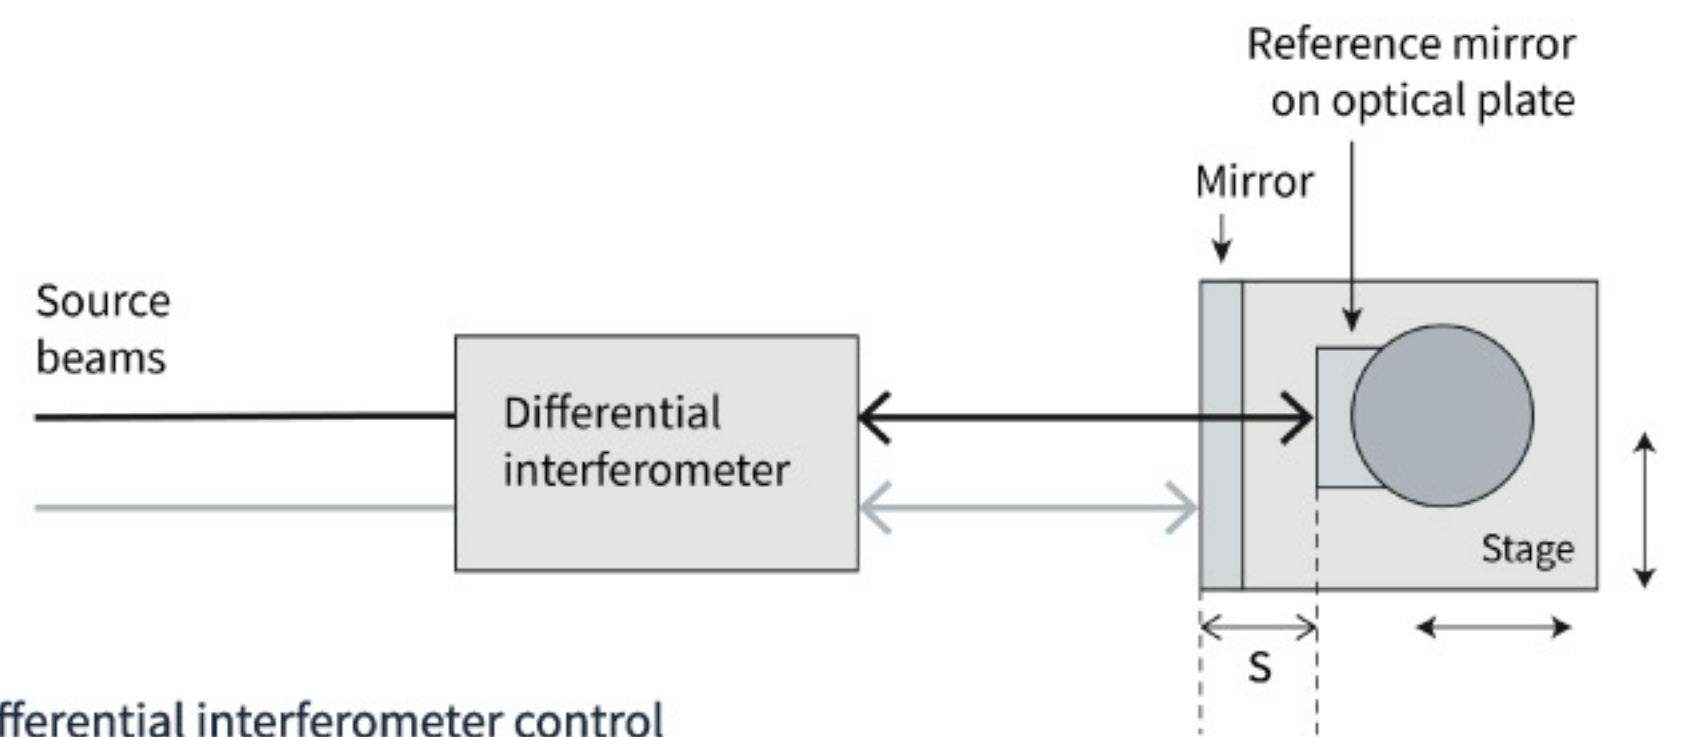 Reference mirror
on optical plate
Mirror
Source
beams
Differential
interferometer
Stage
S
fferential interferometer control